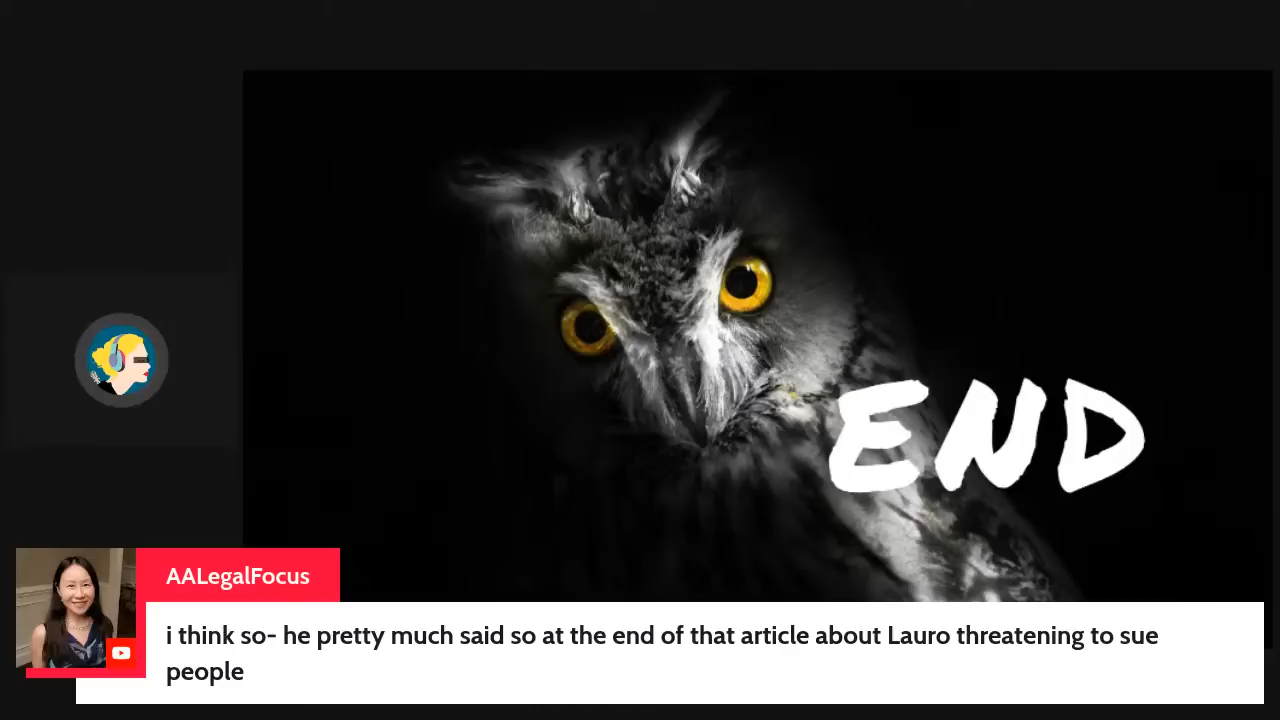 END
AALegalFocus
i think so- he pretty much said so at the end of that article about Lauro threatening to sue
people